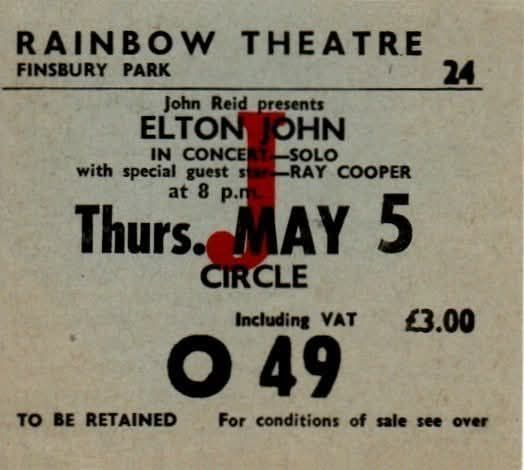 RAINBOW THEATRE
FINSBURY PARK
24
John Reid presents
ELTON JOHN
IN CONCERT—SOLO
with special guest star—RAY COOPER
at 8 p.m.
Thurs. MAY 5
J
CIRCLE
Including VAT £3.00
O 49
TO BE RETAINED For conditions of sale see over